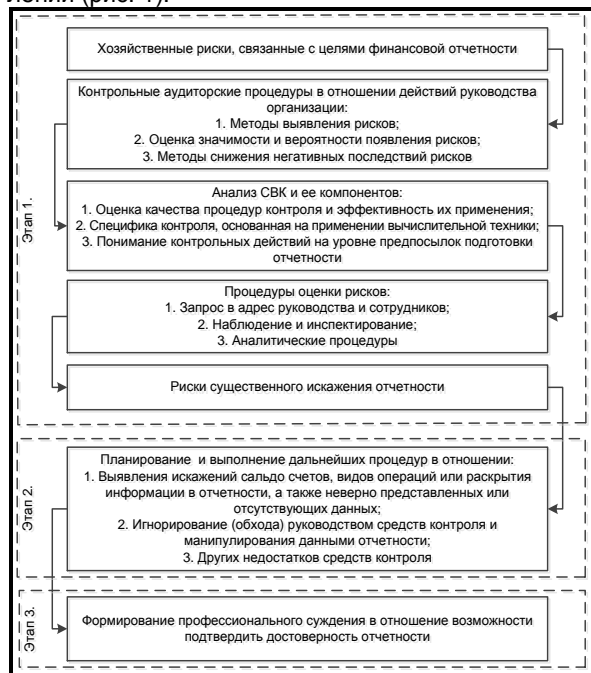 лений (рис. 1).
Хозяйственные риски, связанные с целями финансовой отчетности
Контрольные аудиторские процедуры в отношении действий руководства
организации:
1. Методы выявления рисков;
2. Оценка значимости и вероятности появления рисков;
3. Методы снижения негативных последствий рисков
Этап 1.
Анализ СВК и ее компонентов:
1. Оценка качества процедур контроля и эффективность их применения;
2. Специфика контроля, основанная на применении вычислительной техники;
3. Понимание контрольных действий на уровне предпосылок подготовки
отчетности
Процедуры оценки рисков:
1. Запрос в адрес руководства и сотрудников;
2. Наблюдение и инспектирование;
3. Аналитические процедуры
Риски существенного искажения отчетности
Этап 2.
Планирование и выполнение дальнейших процедур в отношении:
1. Выявления искажений сальдо счетов, видов операций или раскрытия
информации в отчетности, а также неверно представленных или
отсутствующих данных;
2. Игнорирование (обхода) руководством средств контроля и
манипулирования данными отчетности;
3. Других недостатков средств контроля
Этап 3.
Формирование профессионального суждения в отношение возможности
подтвердить достоверность отчетности